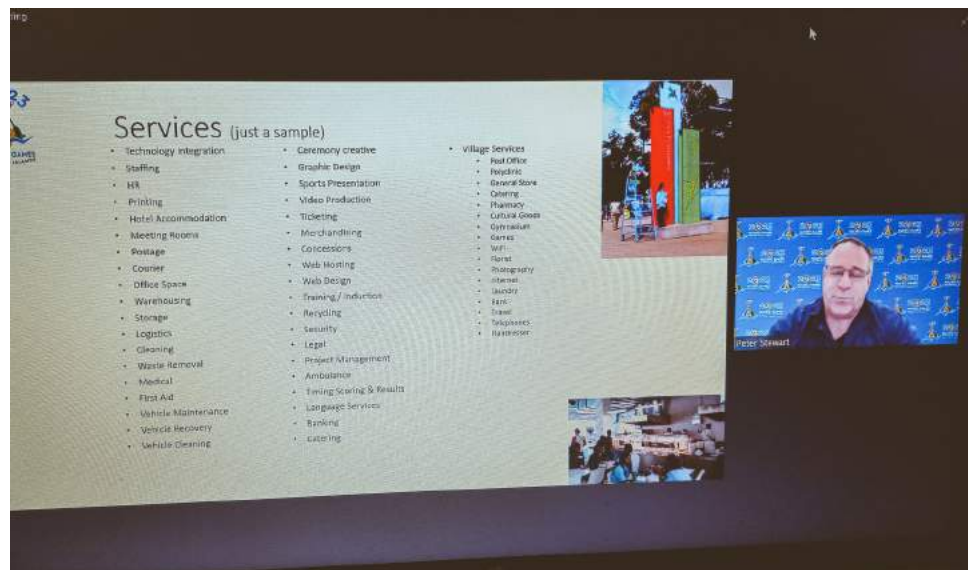 23
GAMES
Services (just a sample)
• Technology Integration
• Staffing
• HR
• Printing
• Hotel Accommodation
• Meeting Rooms
• Postage
• Courier
• Office Space
• Warehousing
• Storage
• Logistics
• Cleaning
• Waste Removal
• Medical
• First Aid
• Vehicle Maintenance
• Vehicle Recovery
• Vehicle Cleaning
• Ceremony creative
• Graphic Design
• Sports Presentation
• Video Production
• Ticketing
• Merchandising
• Concessions
• Web Hosting
• Web Design
• Training / Induction
• Recycling
• Security
• Legal
• Project Management
• Ambulance
• Timing Scoring & Results
• Language Services
• Banking
• Catering
• Village Services
• Post Office
• Polyclinic
• General Store
• Catering
• Pharmacy
• Cultural Goods
• Gymnasium
• Games
• WiFi
• Florist
• Photography
• Internet
• Laundry
• Bank
• Travel
• Telephones
• Hairdresser
Peter Stewart